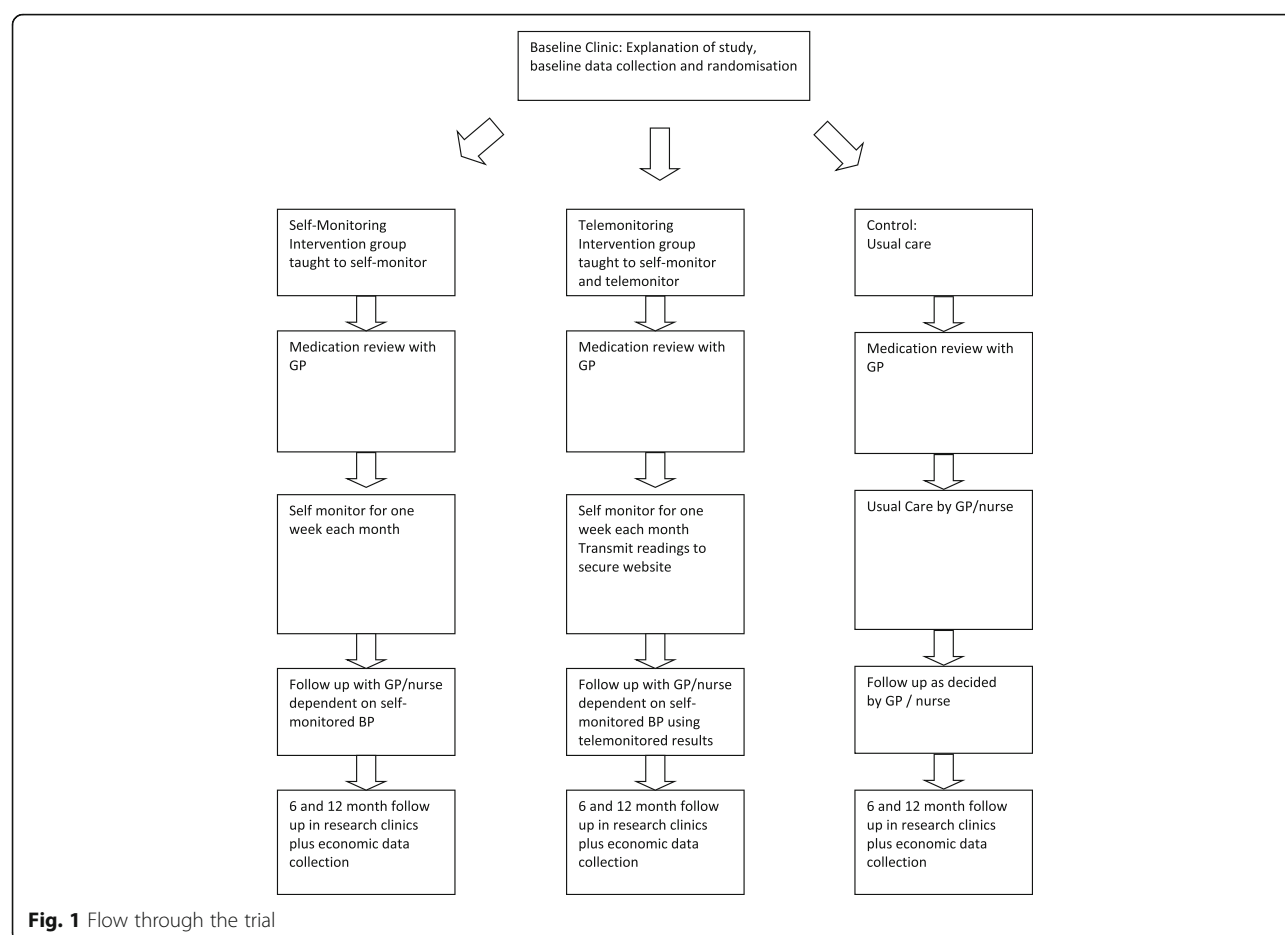 Baseline Clinic: Explanation of study,
baseline data collection and randomisation
Self-Monitoring
Intervention group
taught to self-monitor
Telemonitoring
Intervention group
taught to self-monitor
and telemonitor
Control:
Usual care
Medication review with
GP
Medication review with
GP
Medication review with
GP
Self monitor for one
week each month
Self monitor for one
week each month
Transmit readings to
secure website
Usual Care by GP/nurse
Follow up with GP/nurse
dependent on self-
monitored BP
Follow up with GP/nurse
dependent on self-
monitored BP using
telemonitored results
Follow up as decided
by GP / nurse
6 and 12 month follow
up in research clinics
plus economic data
collection
6 and 12 month follow
up in research clinics
plus economic data
collection
6 and 12 month follow
up in research clinics
plus economic data
collection
Fig. 1 Flow through the trial